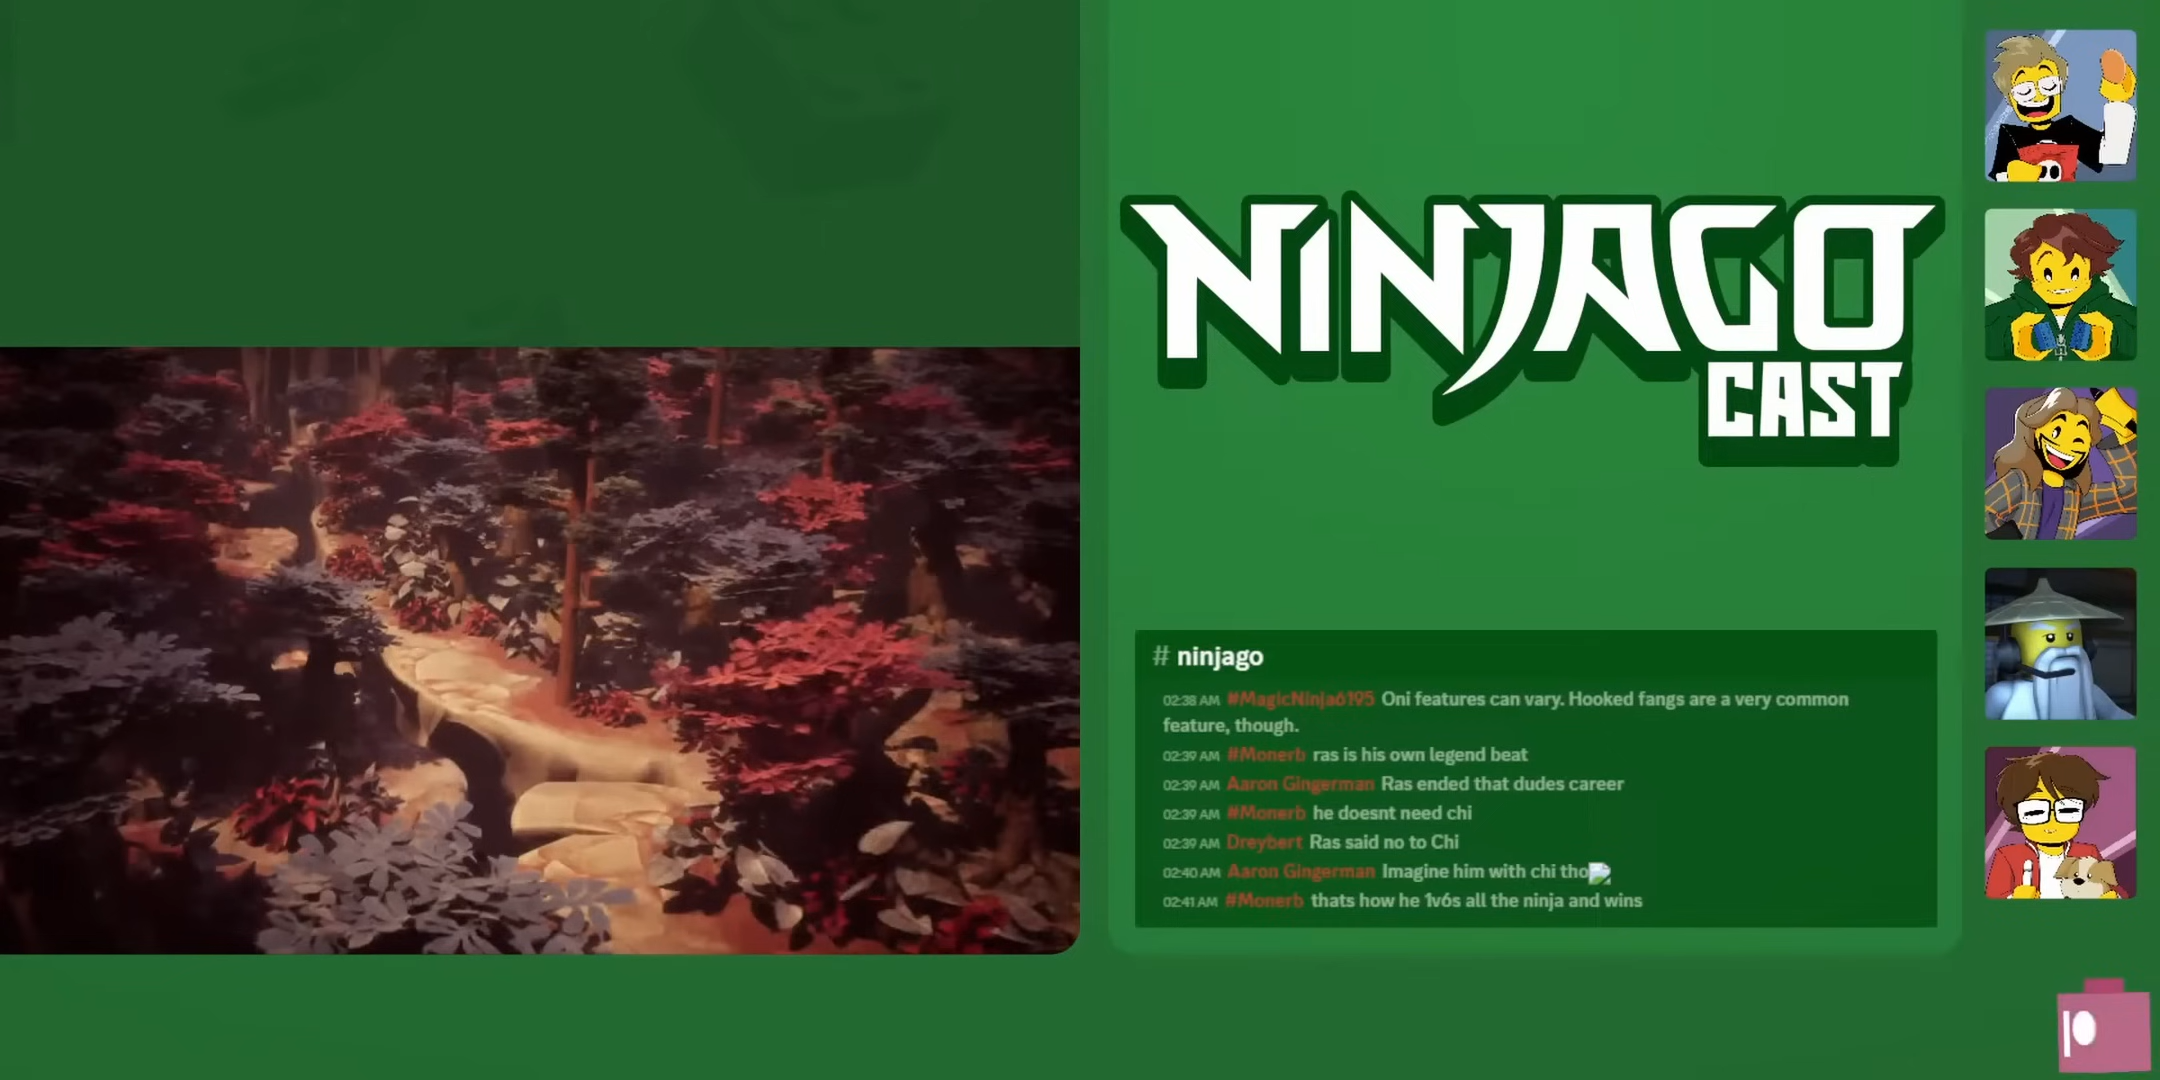 NINJAGO
CAST
# ninjago
02:38 AM #MagicNinja6195 Oni features can vary. Hooked fangs are a very common
feature, though.
02:39 AM #Monerb ras is his own legend beat
02:39 AM Aaron Gingerman Ras ended that dudes career
02:39 AM #Monerb he doesnt need chi
02:39 AM Dreybert Ras said no to Chi
02:40 AM Aaron Gingerman Imagine him with chi tho
02:41 AM #Monerb thats how he 1v6s all the ninja and wins